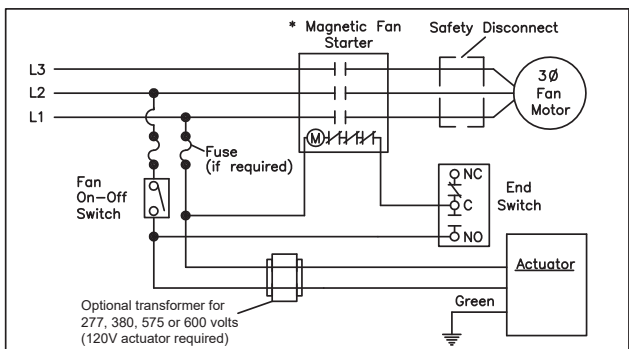 * Magnetic Fan
Starter
Safety Disconnect
L3
L2
L1
3Ø
Fan
Motor
M
Fuse
(if required)
Fan
On-Off
Switch
NC
C
NO
End
Switch
Actuator
Green
Optional transformer for
277, 380, 575 or 600 volts
(120V actuator required)